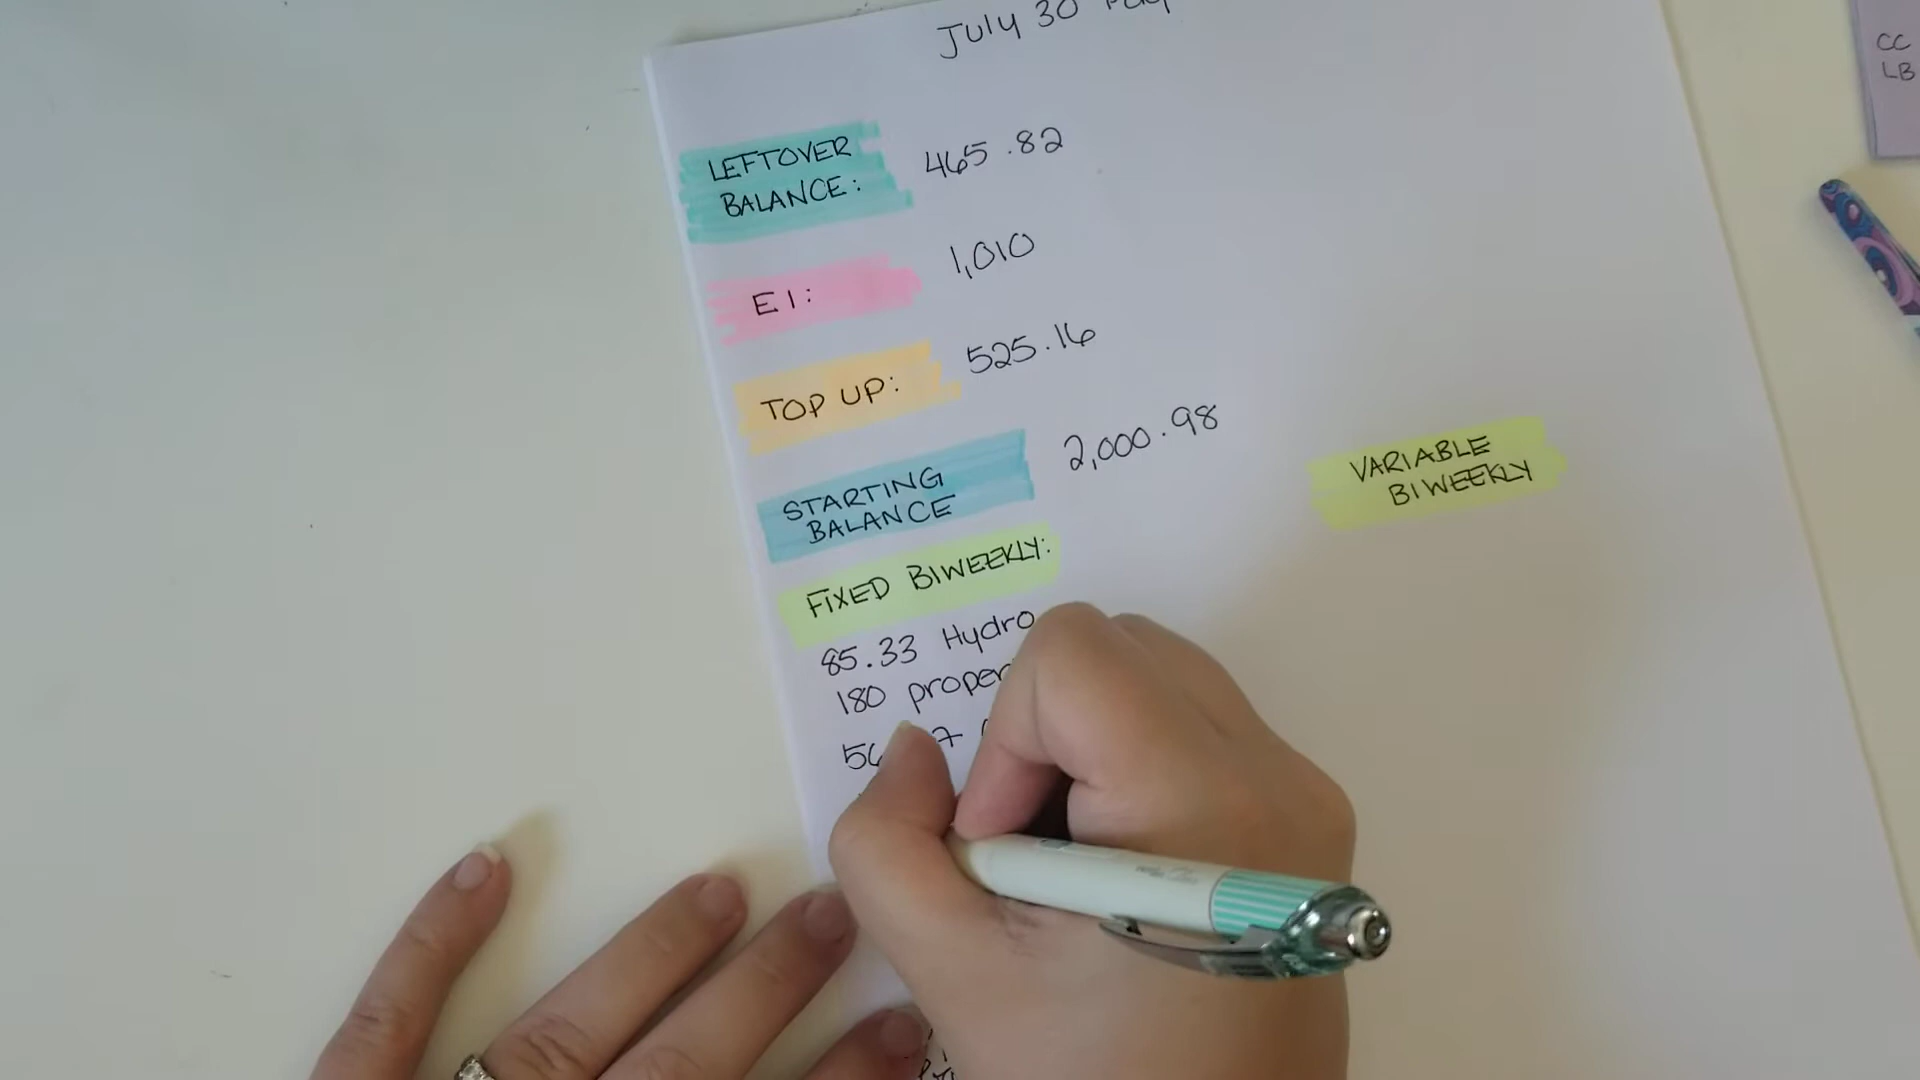 July 30
LEFTOVER
BALANCE: 465.82
EI: 1,010
TOP UP: 525.16
STARTING
BALANCE 2,000.98
VARIABLE
BIWEEKLY
FIXED BIWEEKLY:
85.33 Hydro
180
CC
LB